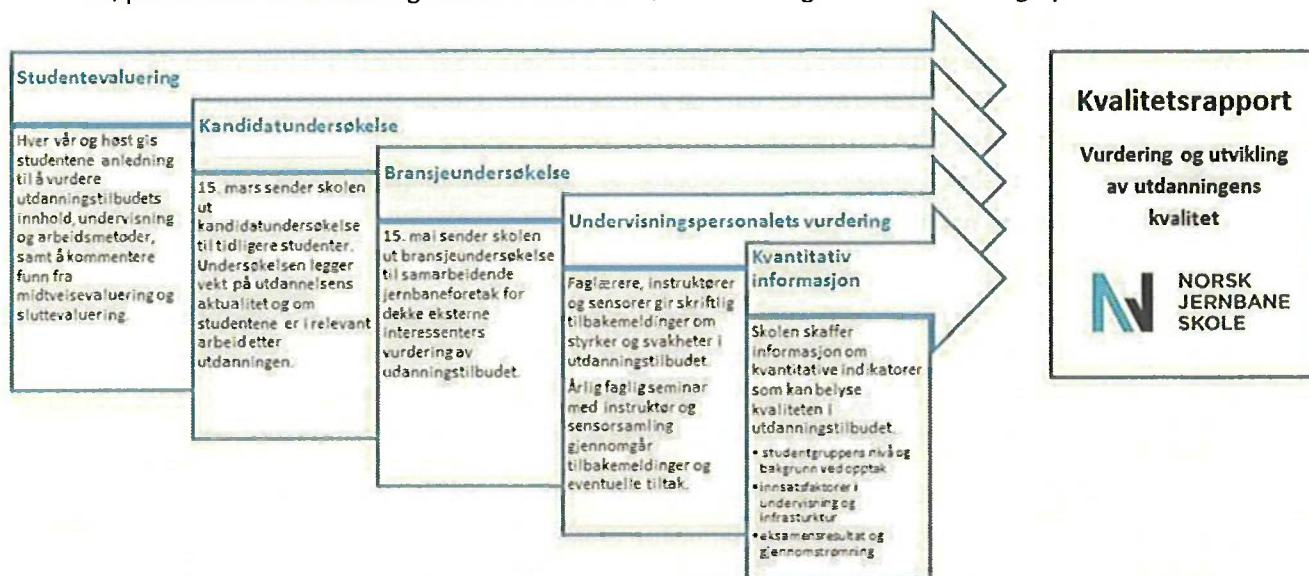 Studentevaluering
Hver vår og høst gis
studentene anledning
til å vurdere
utdanningstilbudets
innhold, undervisning
og arbeidsmetoder,
samt å kommentere
funn fra
midtveisevaluering og
sluttevaluering.
Kandidatundersøkelse
15. mars sender skolen
ut
kandidatundersøkelse
til tidligere studenter.
Undersøkelsen legger
vekt på utdannelsens
aktualitet og om
studentene er i relevant
arbeid etter
utdanningen.
Bransjeundersøkelse
15. mai sender skolen
ut bransjeundersøkelse
til samarbeidende
jernbaneforetak for
dekke eksterne
interessenters
vurdering av
udanningstilbudet.
Undervisningspersonalets vurdering
Faglærere, instruktører
og sensorer gir skriftlig
tilbakemeldinger om
styrker og svakheter i
utdanningstilbudet.
Årlig faglig seminar
med instruktør og
sensorsamling
gjennomgår
tilbakemeldinger og
eventuelle tiltak.
Kvantitativ
informasjon
Skolen skaffer
informasjon om
kvantitative indikatorer
som kan belyse
kvaliteten i
utdanningstilbudet.
• studentgruppens nivå og
bakgrunn ved opptak
• innsatsfaktorer i
undervisning og
infrasturktur
• eksamensresultat og
gjennomstrømning
Kvalitetsrapport
Vurdering og utvikling
av utdanningens
kvalitet
NORSK
JERNBANE
SKOLE